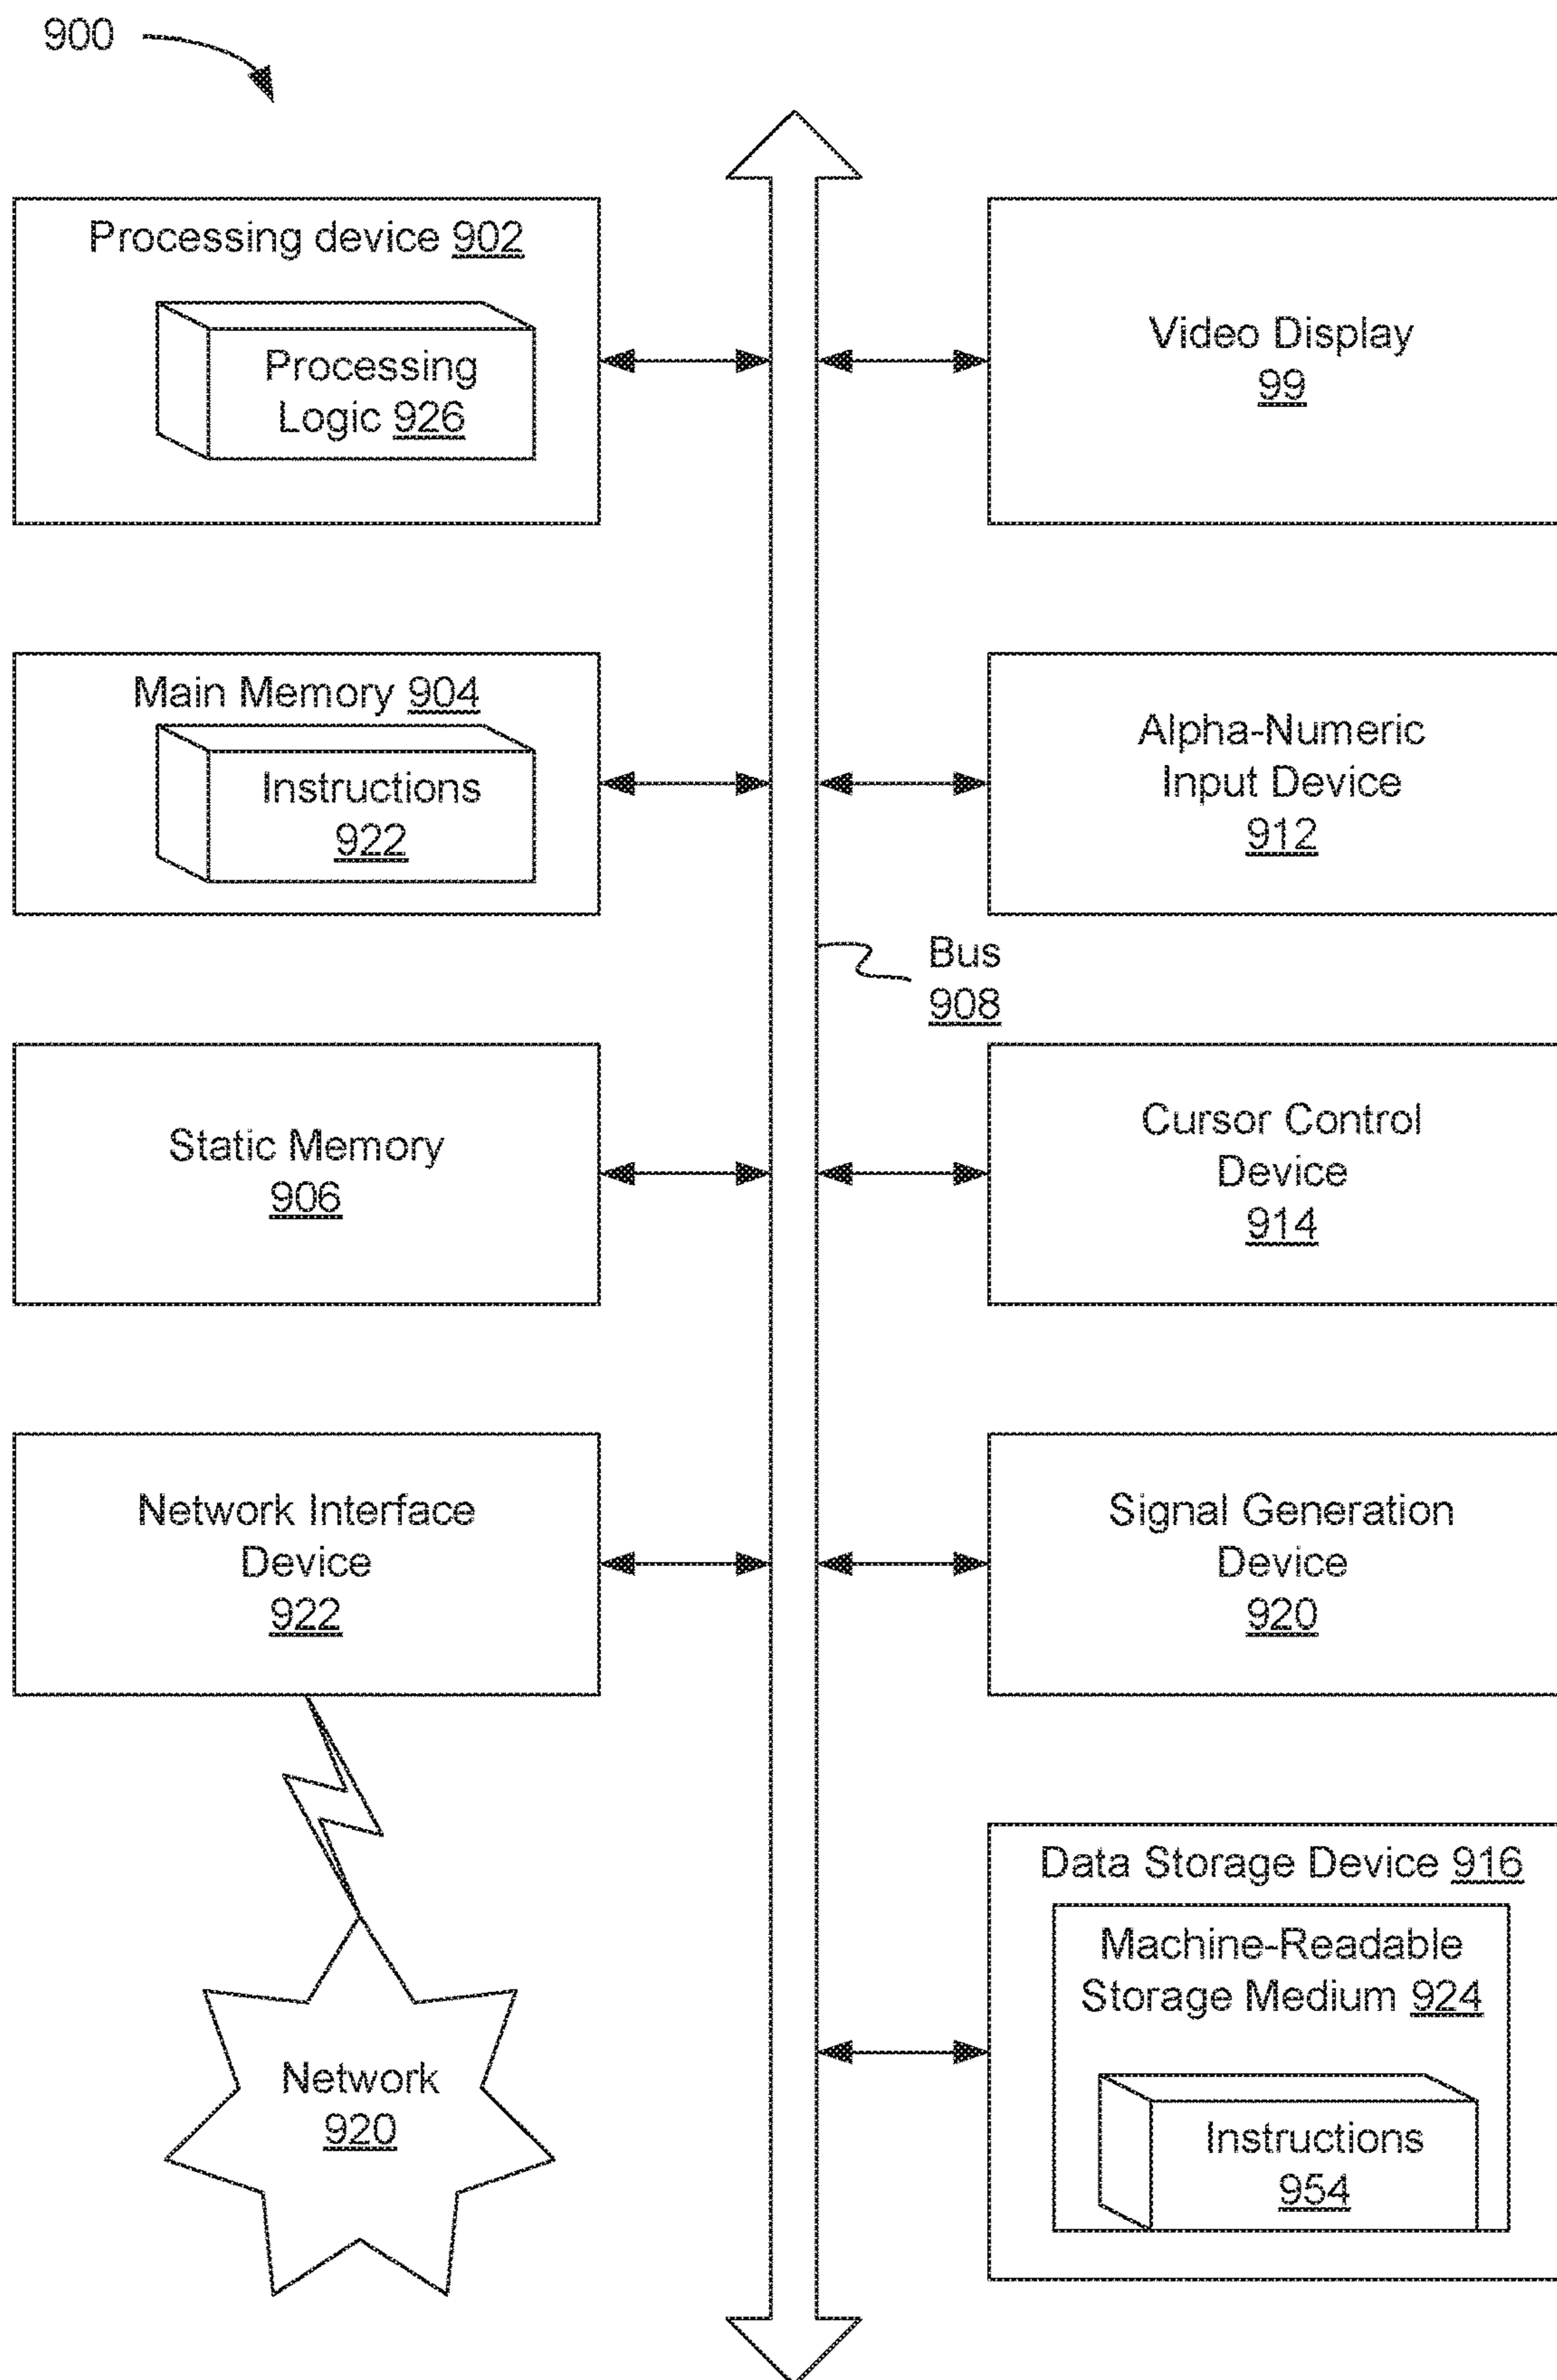 900
Processing device 902
Processing
Logic 926
Video Display
99
Main Memory 904
Instructions
922
Alpha-Numeric
Input Device
912
Bus
908
Static Memory
906
Cursor Control
Device
914
Network Interface
Device
922
Signal Generation
Device
920
Data Storage Device 916
Machine-Readable
Storage Medium 924
Instructions
954
Network
920